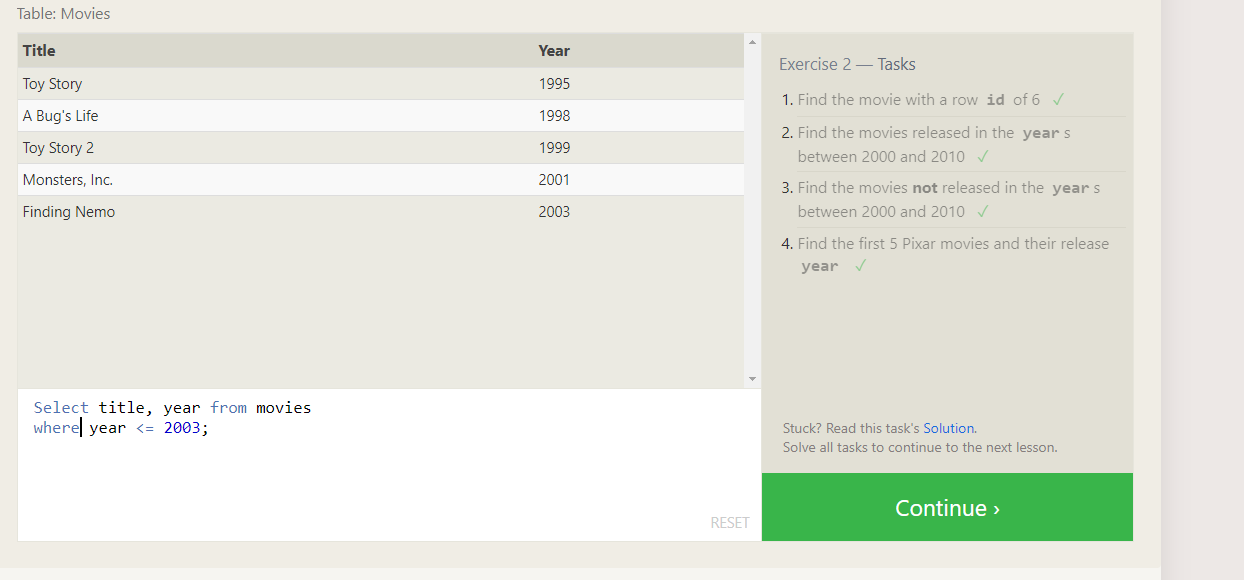 Table: Movies
Title Year
Toy Story 1995
A Bug's Life 1998
Toy Story 2 1999
Monsters, Inc. 2001
Finding Nemo 2003
Select title, year from movies
where year <= 2003;
RESET
Exercise 2 — Tasks
1. Find the movie with a row id of 6 ✓
2. Find the movies released in the year s
between 2000 and 2010 ✓
3. Find the movies not released in the year s
between 2000 and 2010 ✓
4. Find the first 5 Pixar movies and their release
year ✓
Stuck? Read this task's Solution.
Solve all tasks to continue to the next lesson.
Continue ›